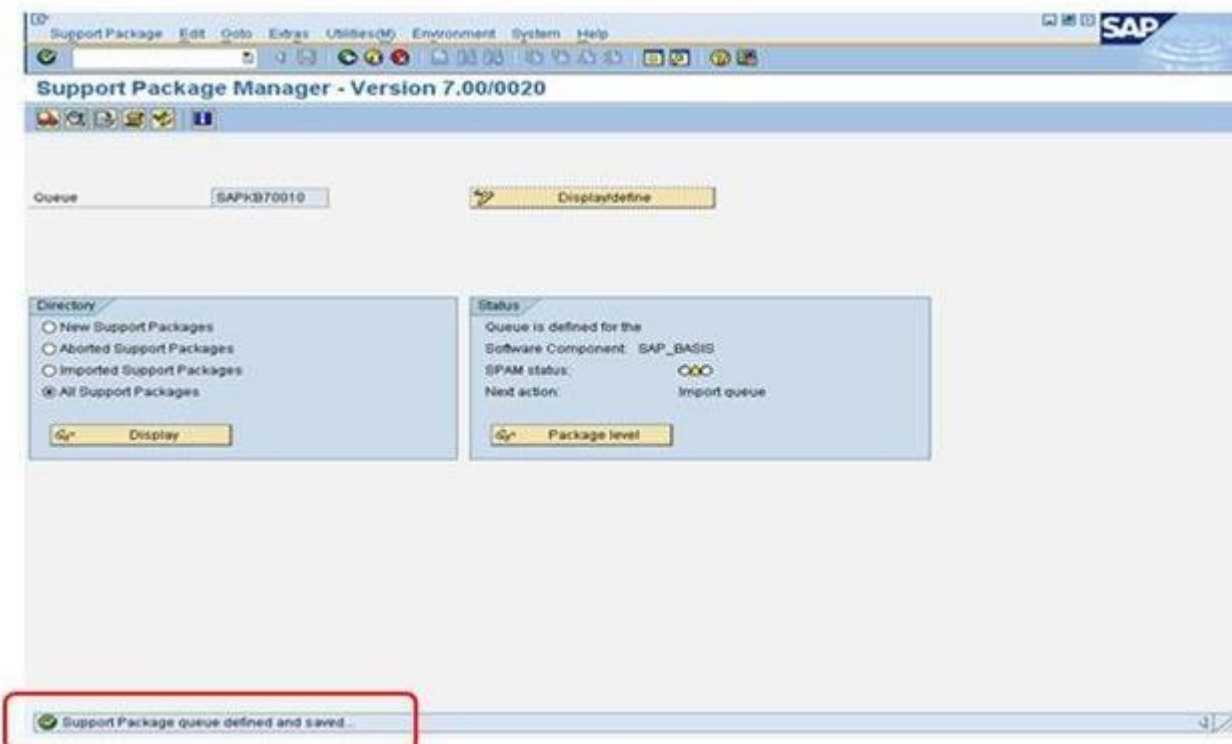 Support Package Edit Goto Extras Utilities(M) Environment System Help
SAP
Support Package Manager - Version 7.00/0020
Queue SAPKB70010 Display/define
Directory
New Support Packages
Aborted Support Packages
Imported Support Packages
All Support Packages
Display
Status
Queue is defined for the
Software Component: SAP_BASIS
SPAM status:
Next action: Import queue
Package level
Support Package queue defined and saved...